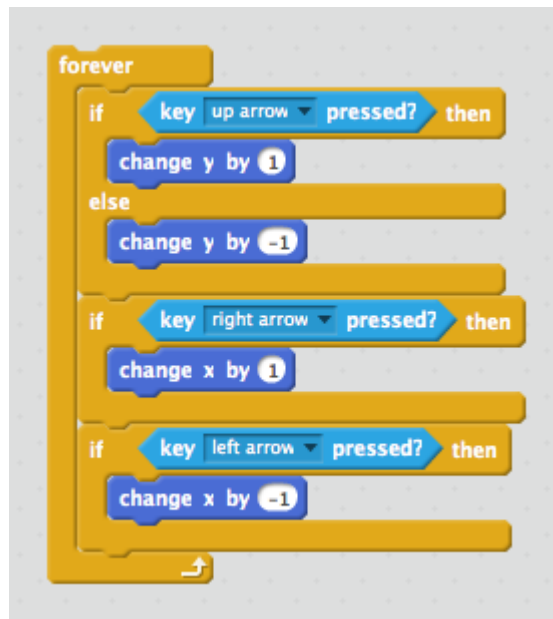 forever
if key up arrow pressed? then
change y by 1
else
change y by -1
if key right arrow pressed? then
change x by 1
if key left arrow pressed? then
change x by -1